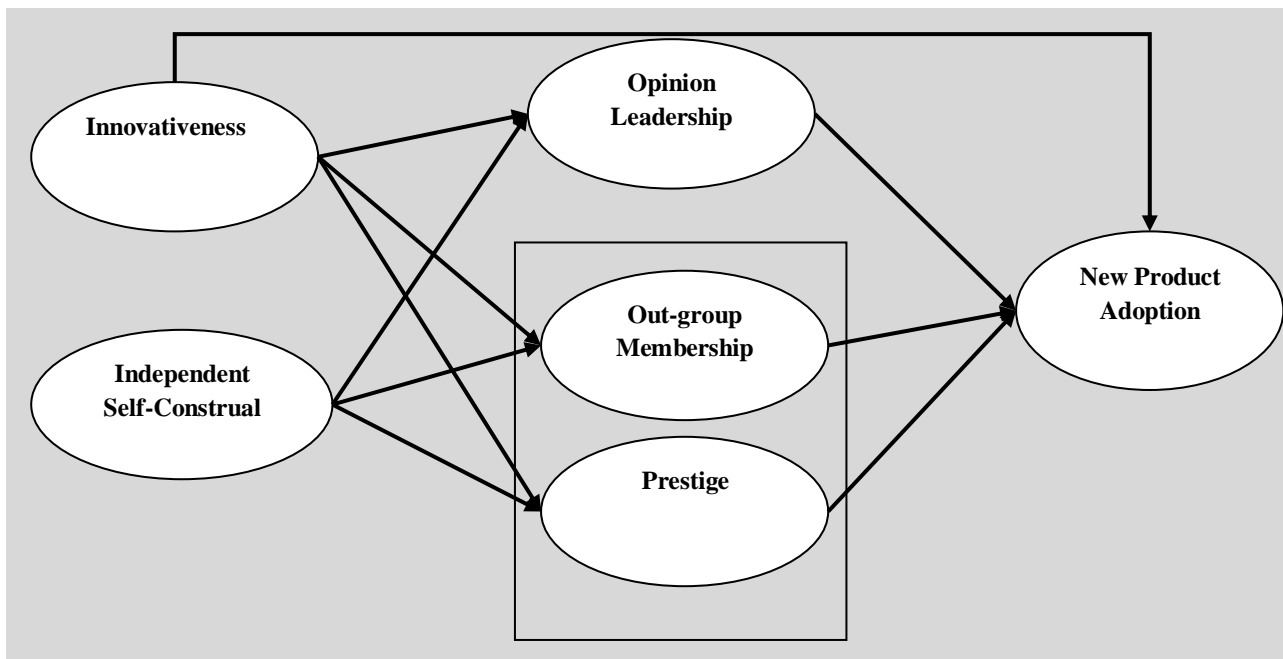 Innovativeness
Opinion
Leadership
Out-group
Membership
New Product
Adoption
Independent
Self-Construal
Prestige